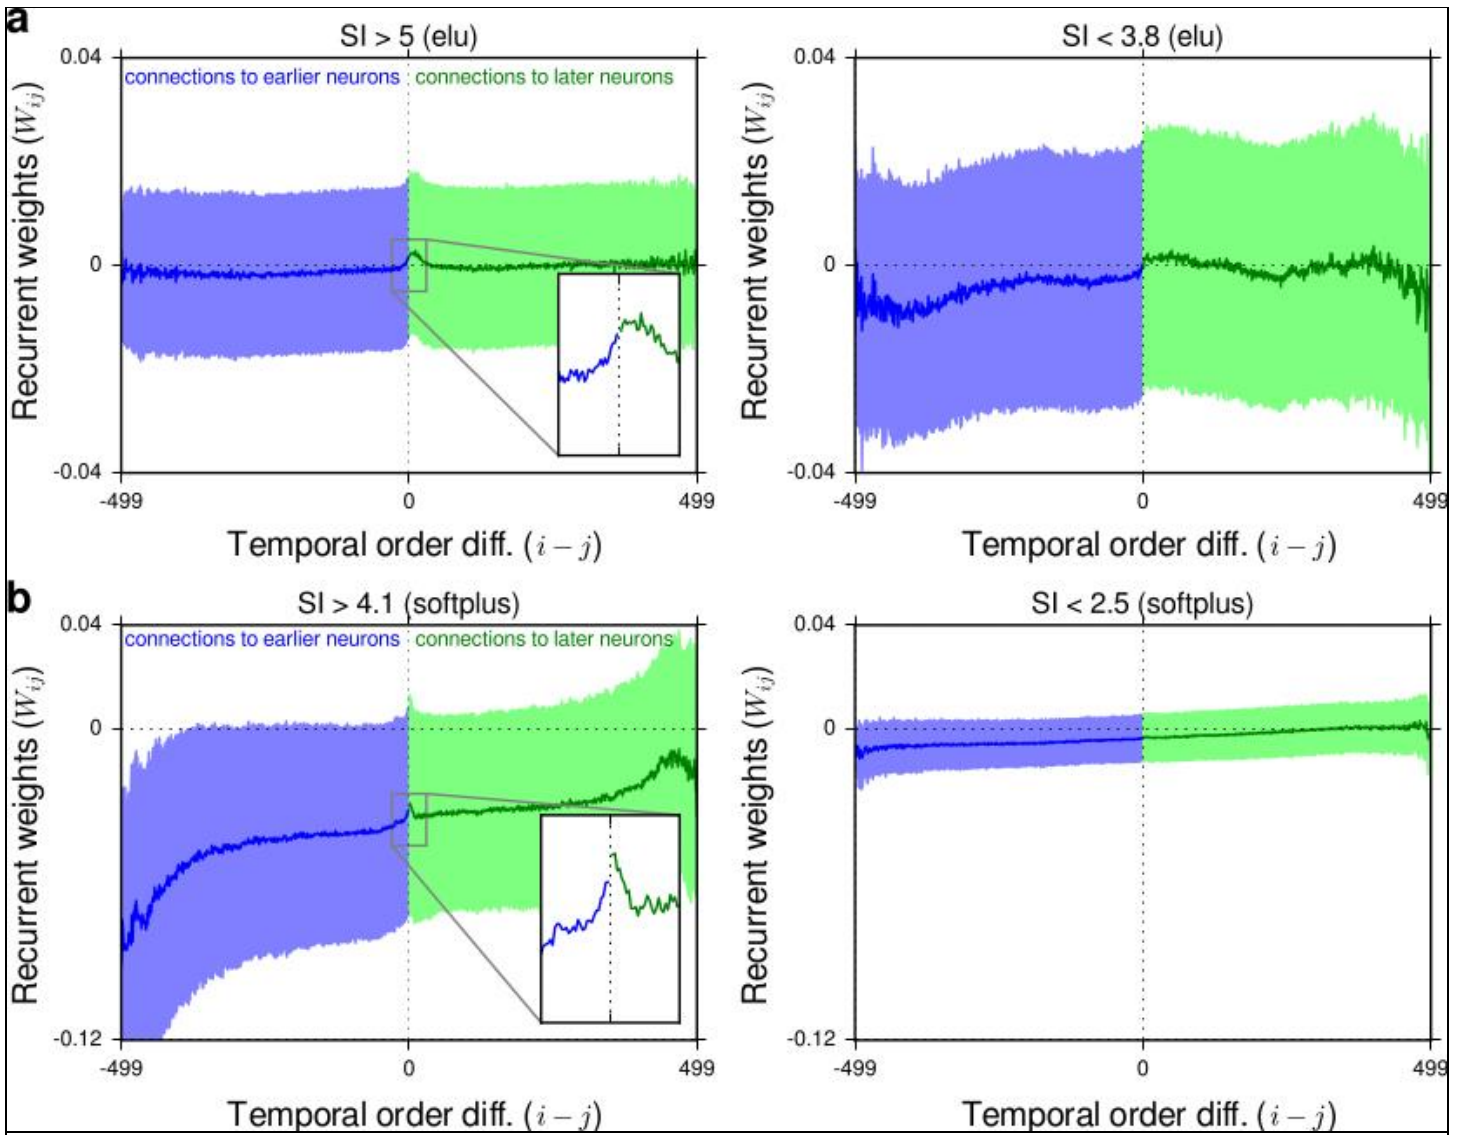 a
SI > 5 (elu)
SI < 3.8 (elu)
0.04
connections to earlier neurons
connections to later neurons
0
-0.04
Recurrent weights (W_ij)
-499
0
499
Temporal order diff. (i − j)
0.04
0
-0.04
Recurrent weights (W_ij)
-499
0
499
Temporal order diff. (i − j)
b
SI > 4.1 (softplus)
SI < 2.5 (softplus)
0.04
connections to earlier neurons
connections to later neurons
0
-0.12
Recurrent weights (W_ij)
-499
0
499
Temporal order diff. (i − j)
0.04
0
-0.12
Recurrent weights (W_ij)
-499
0
499
Temporal order diff. (i − j)